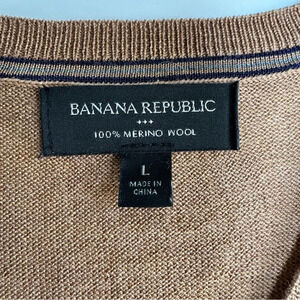 BANANA REPUBLIC
+++
100% MERINO WOOL
L
MADE IN
CHINA